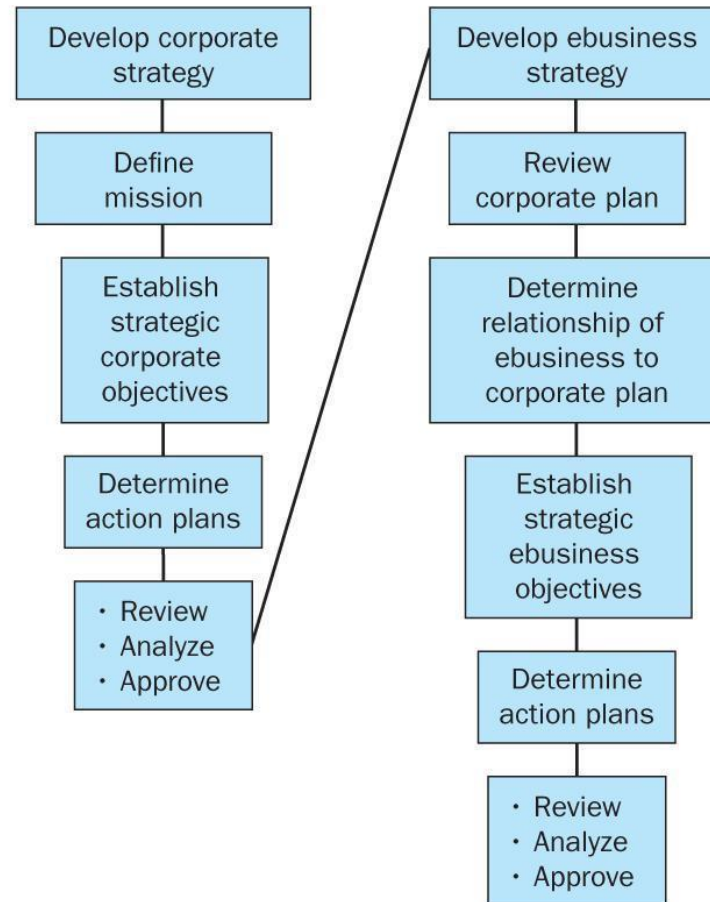 Develop corporate
strategy
Define
mission
Establish
strategic
corporate
objectives
Determine
action plans
· Review
· Analyze
· Approve
Develop ebusiness
strategy
Review
corporate plan
Determine
relationship of
ebusiness to
corporate plan
Establish
strategic
ebusiness
objectives
Determine
action plans
· Review
· Analyze
· Approve